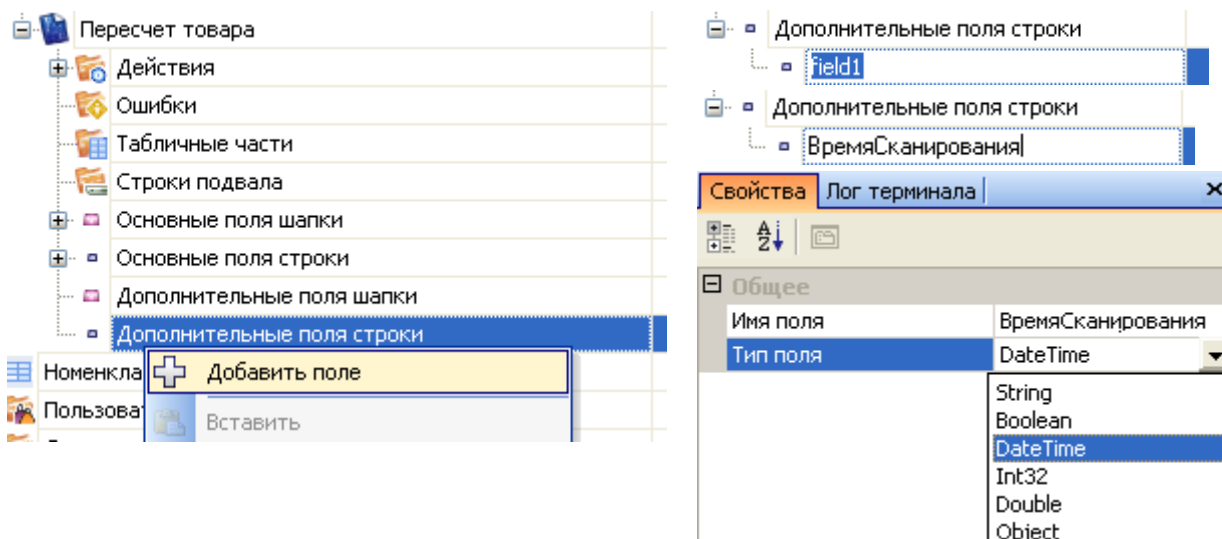 Пересчет товара
Действия
Ошибки
Табличные части
Строки подвала
Основные поля шапки
Основные поля строки
Дополнительные поля шапки
Дополнительные поля строки
Номенкла
Добавить поле
Пользова
Вставить
Дополнительные поля строки
field1
Дополнительные поля строки
ВремяСканирования
Свойства Лог терминала
Общее
Имя поля ВремяСканирования
Тип поля DateTime
String
Boolean
DateTime
Int32
Double
Object